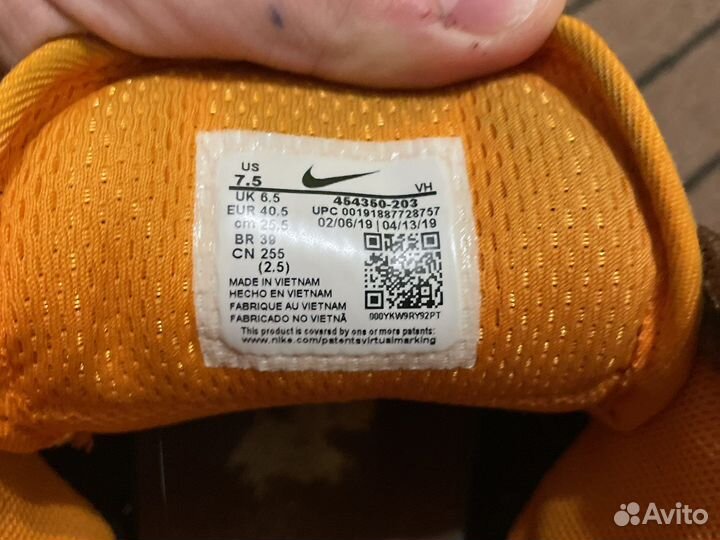 US
7.5
VH
UK 6.5
454350-203
EUR 40.5
UPC 00191887728757
cm 25.5
02/06/19 | 04/13/19
BR 39
CN 255
(2.5)
MADE IN VIETNAM
HECHO EN VIETNAM
FABRIQUE AU VIETNAM
FABRICADO NO VIETNÃ
000YKW9RY92PT
This product is covered by one or more patents:
www.nike.com/patentsvirtualmarking
Avito